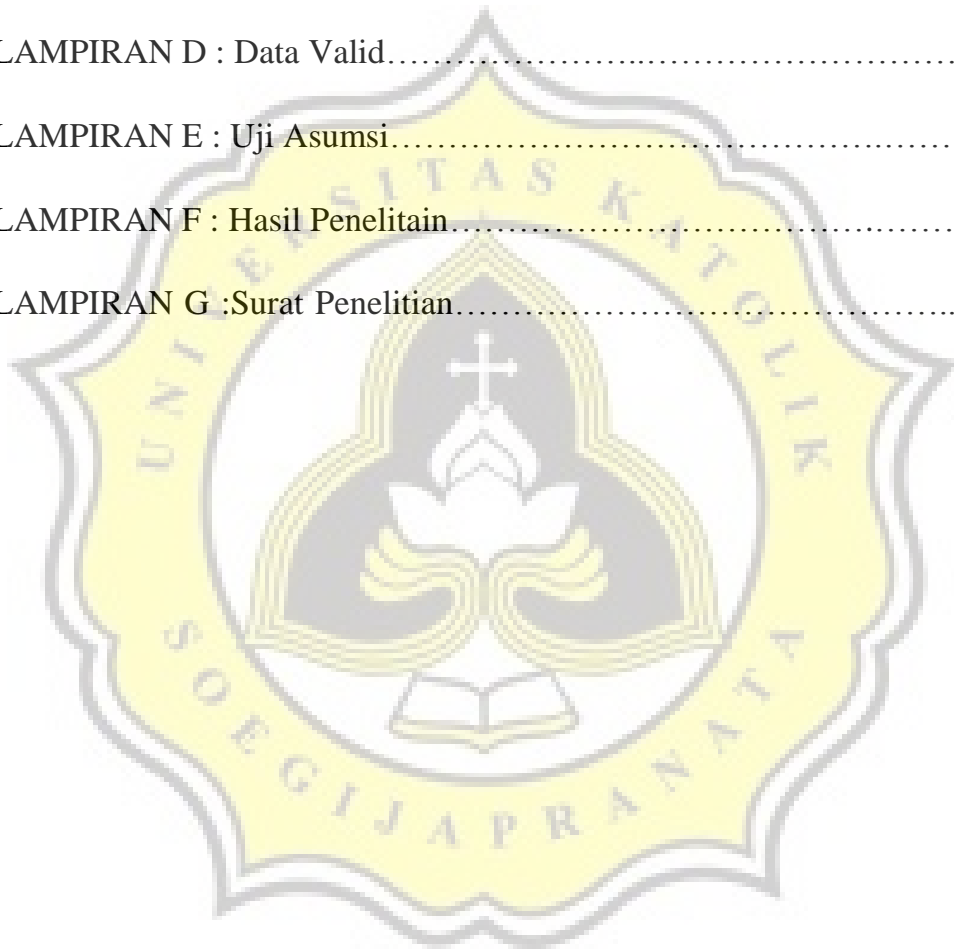 LAMPIRAN D : Data Valid…………………..………………………
LAMPIRAN E : Uji Asumsi…………………………………….……
LAMPIRAN F : Hasil Penelitain……..……………………….……
LAMPIRAN G :Surat Penelitian……………………………………..
UNIVERSITAS KATOLIK
SOEGIJAPRANATA